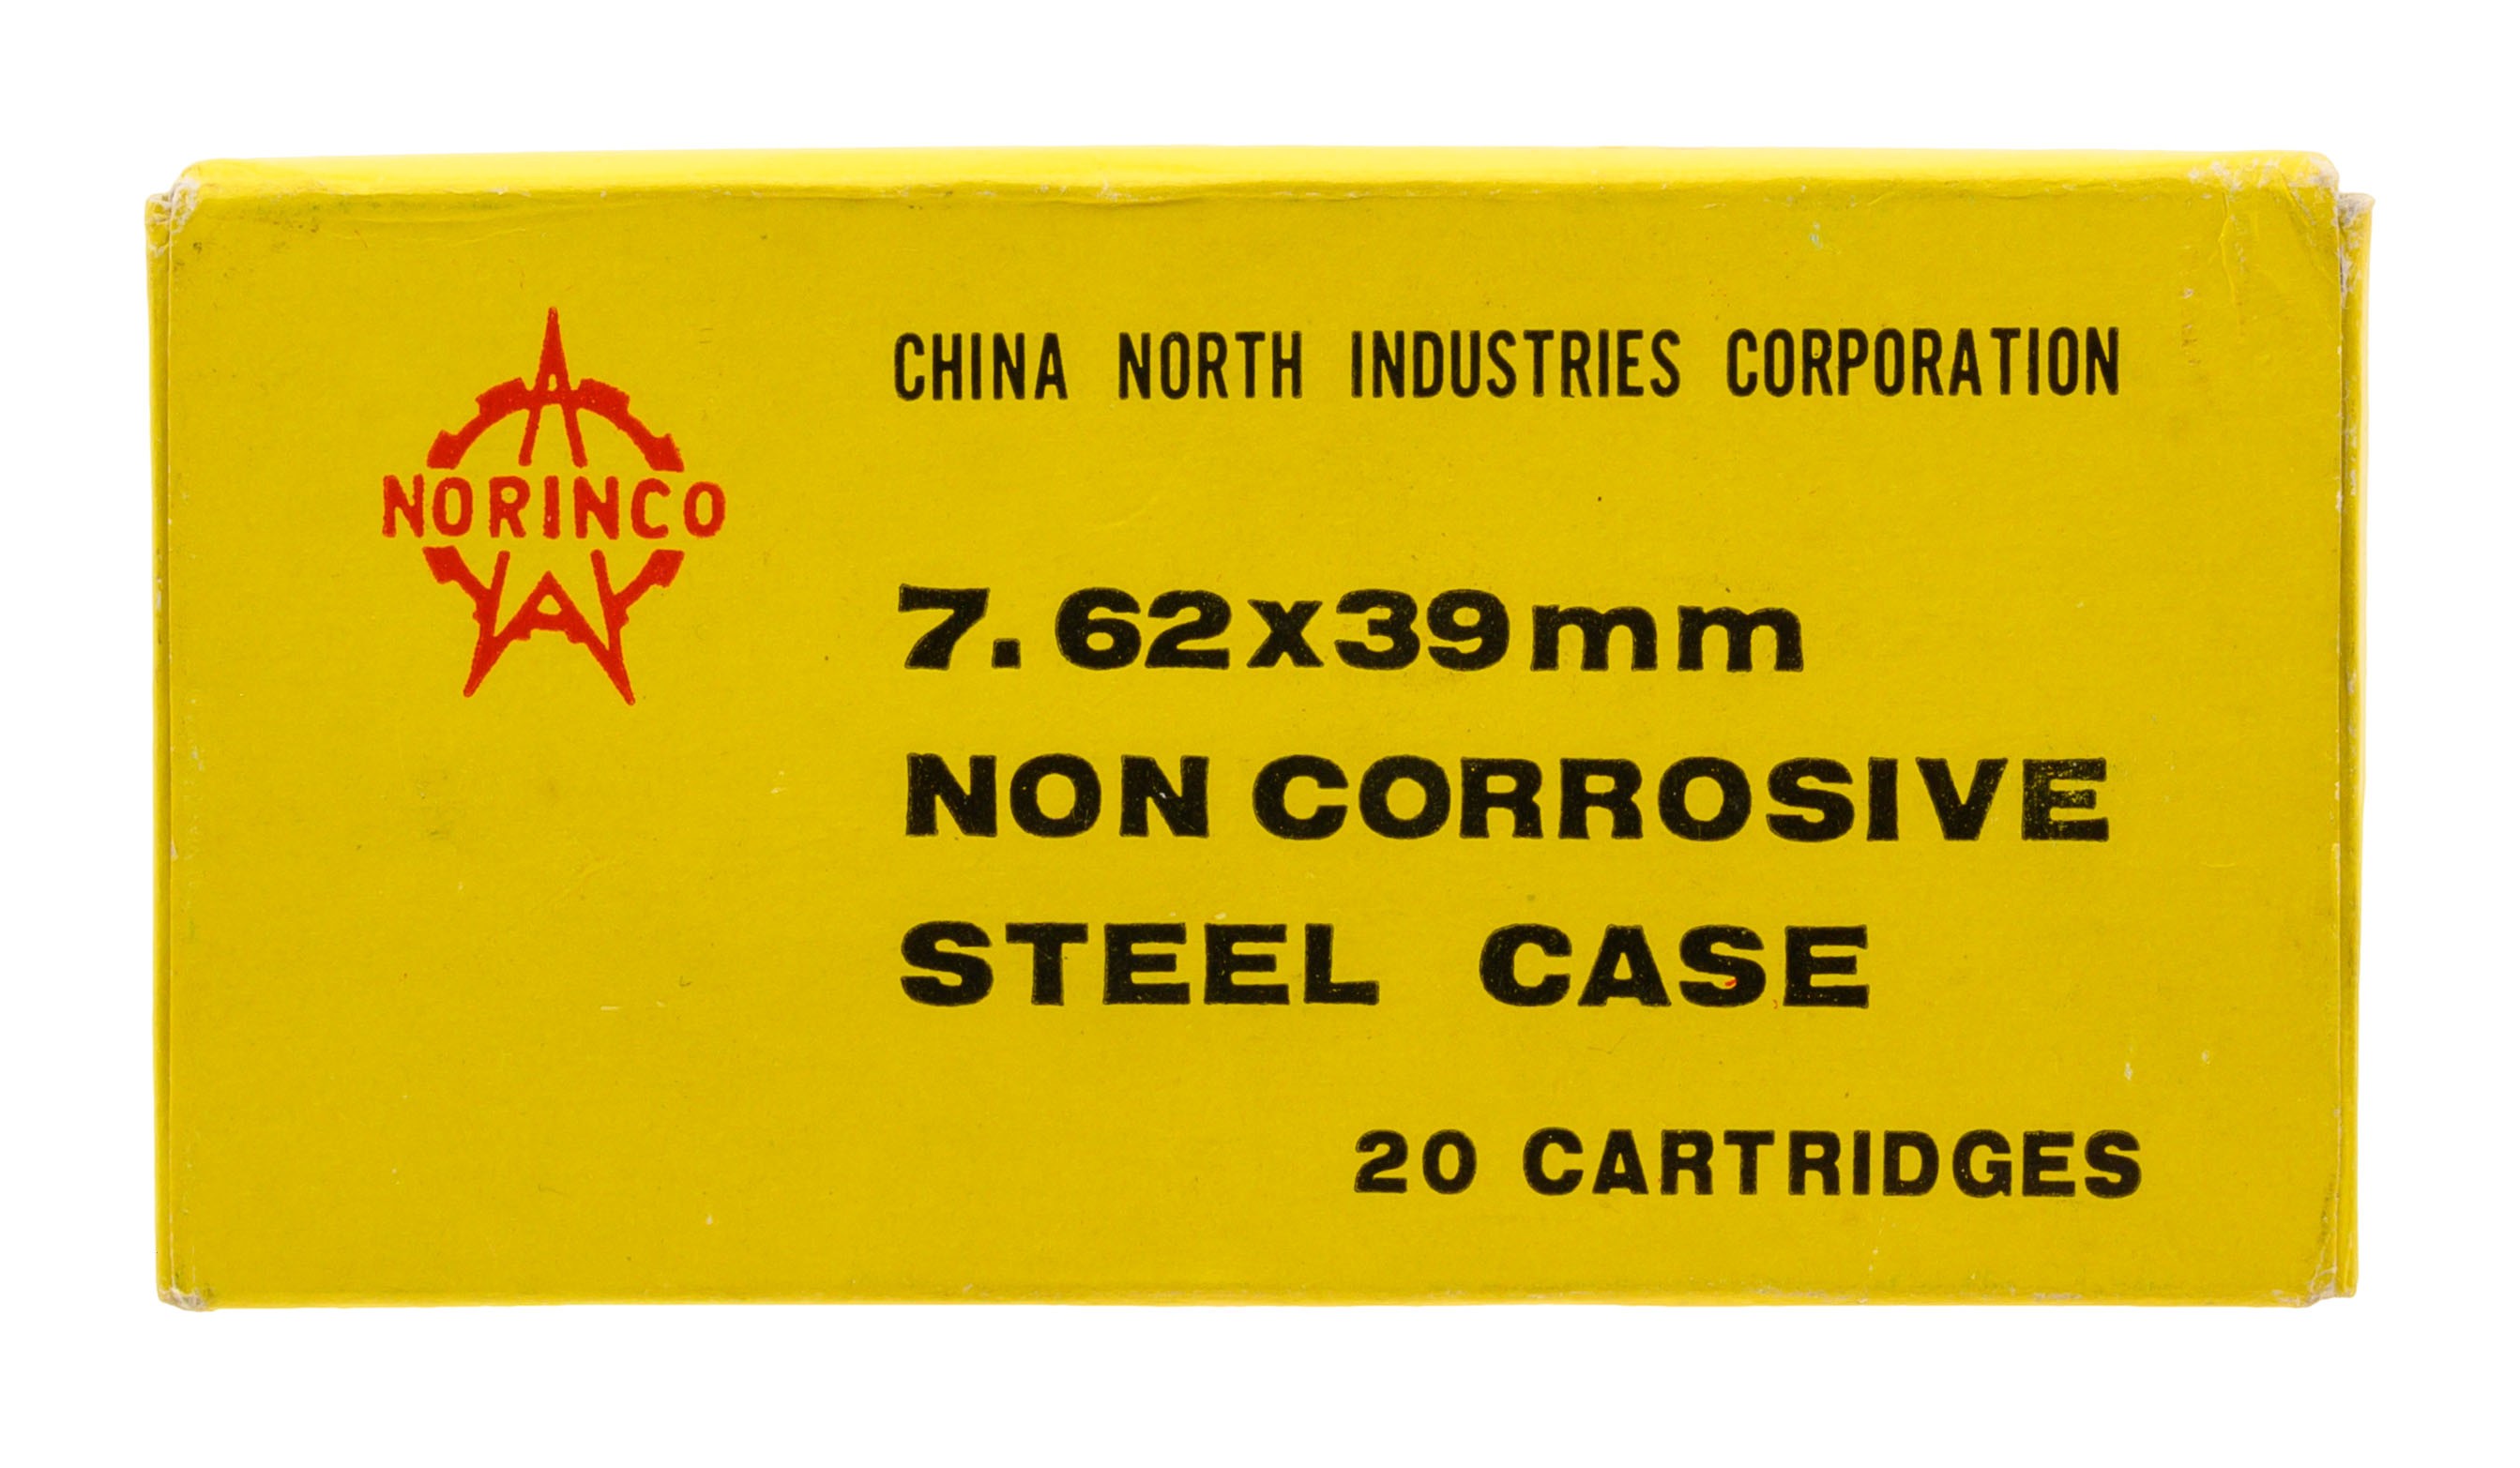 NORINCO
CHINA NORTH INDUSTRIES CORPORATION
7.62x39mm
NON CORROSIVE
STEEL CASE
20 CARTRIDGES